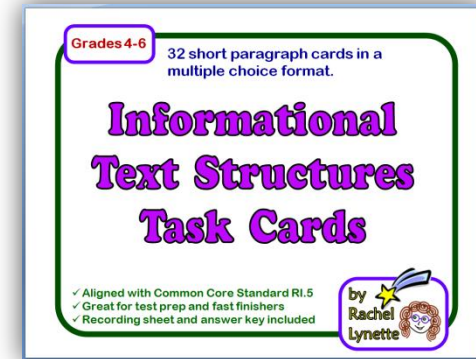 Grades 4-6
32 short paragraph cards in a
multiple choice format.
Informational
Text Structures
Task Cards
✓ Aligned with Common Core Standard RI.5
✓ Great for test prep and fast finishers
✓ Recording sheet and answer key included
by
Rachel
Lynette